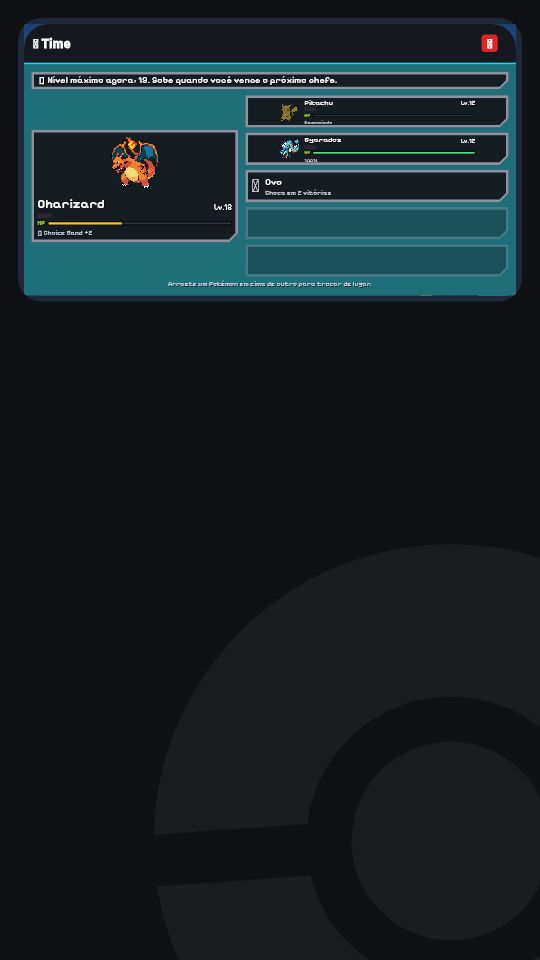 Time
Nível máximo agora: 19. Sobe quando você vence o próximo chefe.
Charizard
Lv.18
HP
Choice Band +2
Pikachu
Lv.12
HP
Desmaiado
Gyarados
Lv.12
HP
100%
Ovo
Choca em 2 vitórias
Arraste um Pokémon em cima de outro para trocar de lugar.